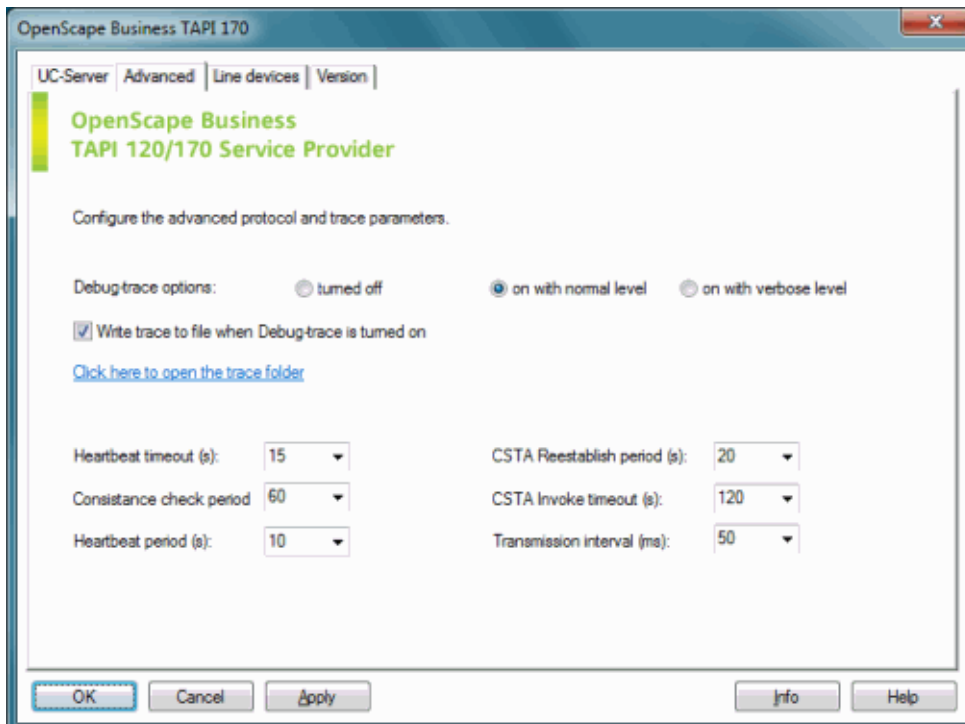 OpenScape Business TAPI 170
UC-Server Advanced Line devices Version
OpenScape Business
TAPI 120/170 Service Provider
Configure the advanced protocol and trace parameters.
Debug-trace options: turned off on with normal level on with verbose level
Write trace to file when Debug-trace is turned on
Click here to open the trace folder
Heartbeat timeout (s): 15 CSTA Reestablish period (s): 20
Consistance check period 60 CSTA Invoke timeout (s): 120
Heartbeat period (s): 10 Transmission interval (ms): 50
OK Cancel Apply Info Help